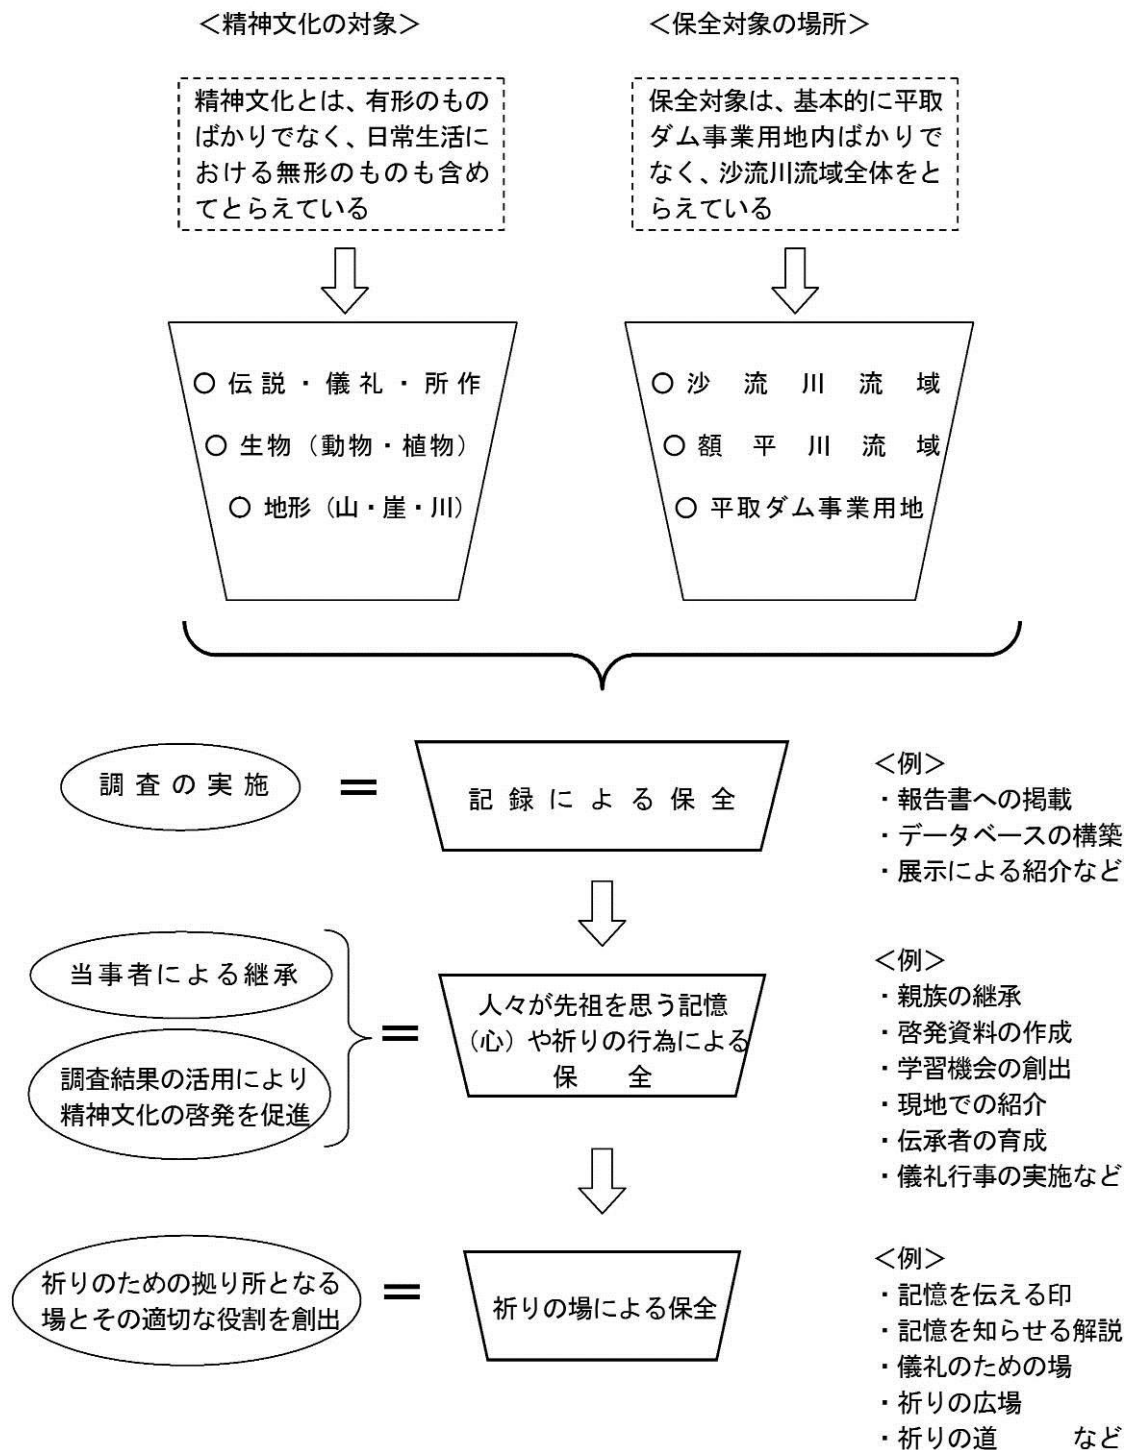 ＜精神文化の対象＞
＜保全対象の場所＞
精神文化とは、有形のもの
ばかりでなく、日常生活に
おける無形のものも含め
てとらえている
保全対象は、基本的に平取
ダム事業用地内ばかりで
なく、沙流川流域全体をと
らえている
○ 伝説・儀礼・所作
○ 生物（動物・植物）
○ 地形（山・崖・川）
○ 沙流川流域
○ 額平川流域
○ 平取ダム事業用地
調査の実施
＝
記録による保全
＜例＞
・報告書への掲載
・データベースの構築
・展示による紹介など
当事者による継承
調査結果の活用により
精神文化の啓発を促進
＝
人々が先祖を思う記憶
（心）や祈りの行為による
保　全
＜例＞
・親族の継承
・啓発資料の作成
・学習機会の創出
・現地での紹介
・伝承者の育成
・儀礼行事の実施など
祈りのための拠り所となる
場とその適切な役割を創出
＝
祈りの場による保全
＜例＞
・記憶を伝える印
・記憶を知らせる解説
・儀礼のための場
・祈りの広場
・祈りの道　　　など